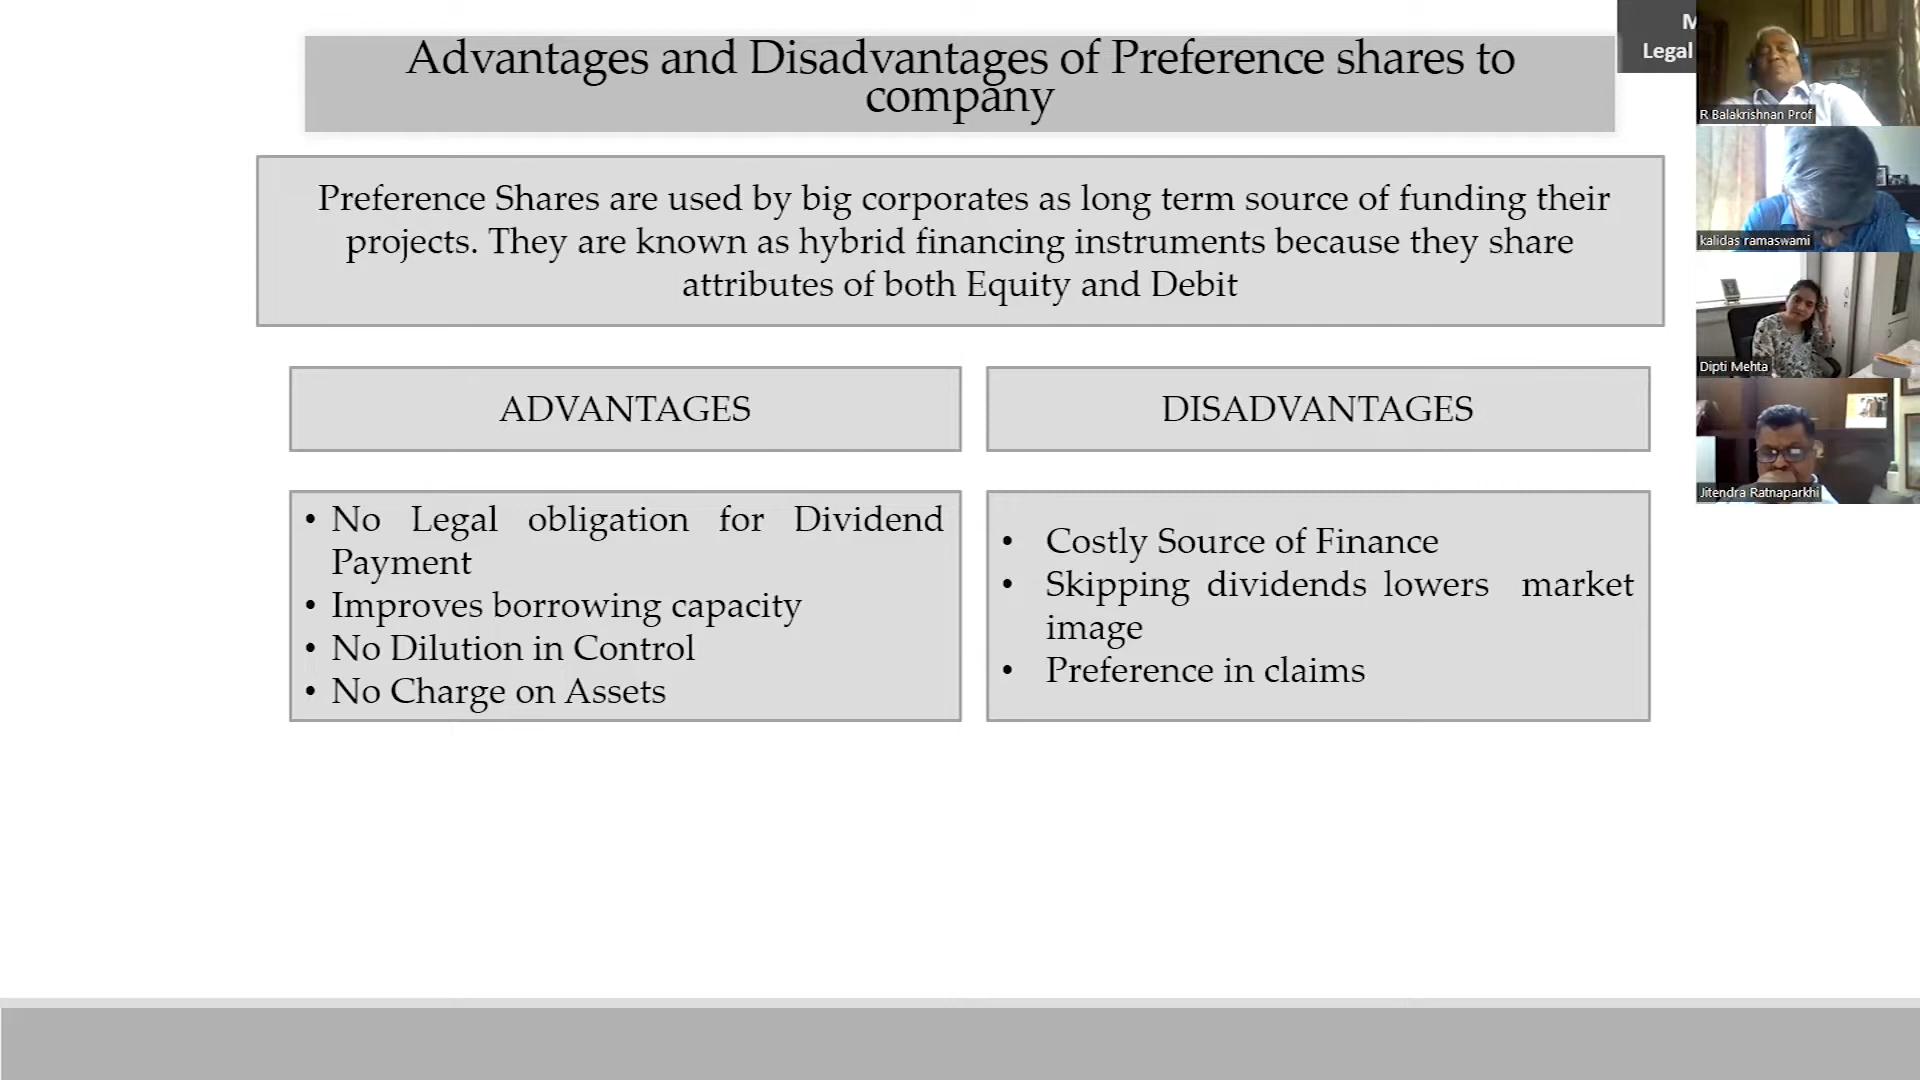 Advantages and Disadvantages of Preference shares to
company
Preference Shares are used by big corporates as long term source of funding their
projects. They are known as hybrid financing instruments because they share
attributes of both Equity and Debit
ADVANTAGES
• No Legal obligation for Dividend
Payment
• Improves borrowing capacity
• No Dilution in Control
• No Charge on Assets
DISADVANTAGES
• Costly Source of Finance
• Skipping dividends lowers market
image
• Preference in claims
Legal
R Balakrishnan Prof
kalidas ramaswami
Dipti Mehta
Jitendra Ratnaparkhi